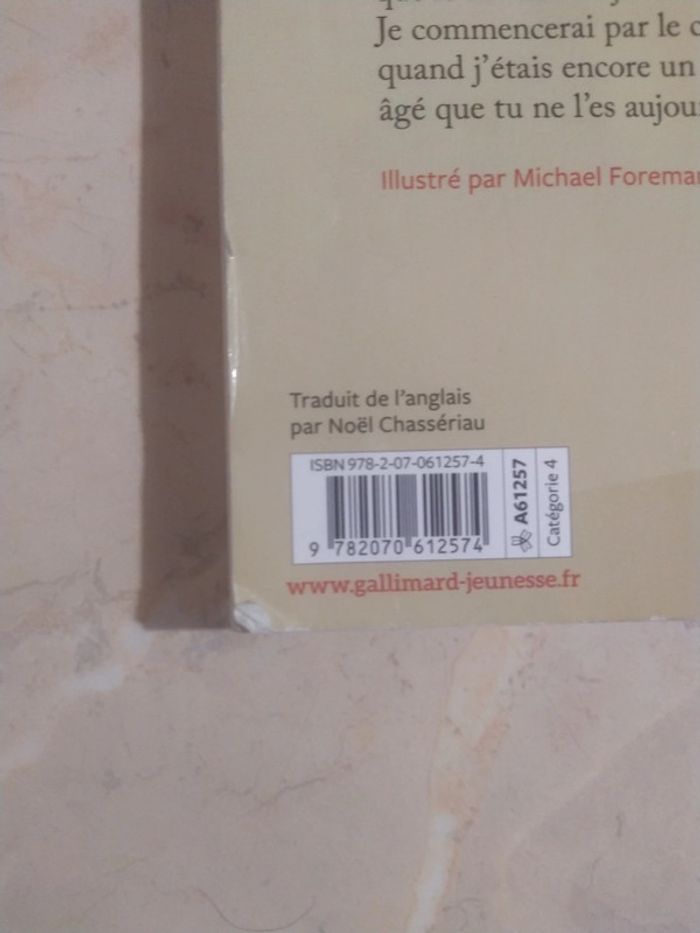 Je commencerai par le
quand j'étais encore un
âgé que tu ne l'es
Illustré par Michael
Traduit de l'anglais
par Noël Chassériau
ISBN 978-2-07-061257-4
9 782070 612574
A61257
Catégorie 4
www.gallimard-jeunesse.fr